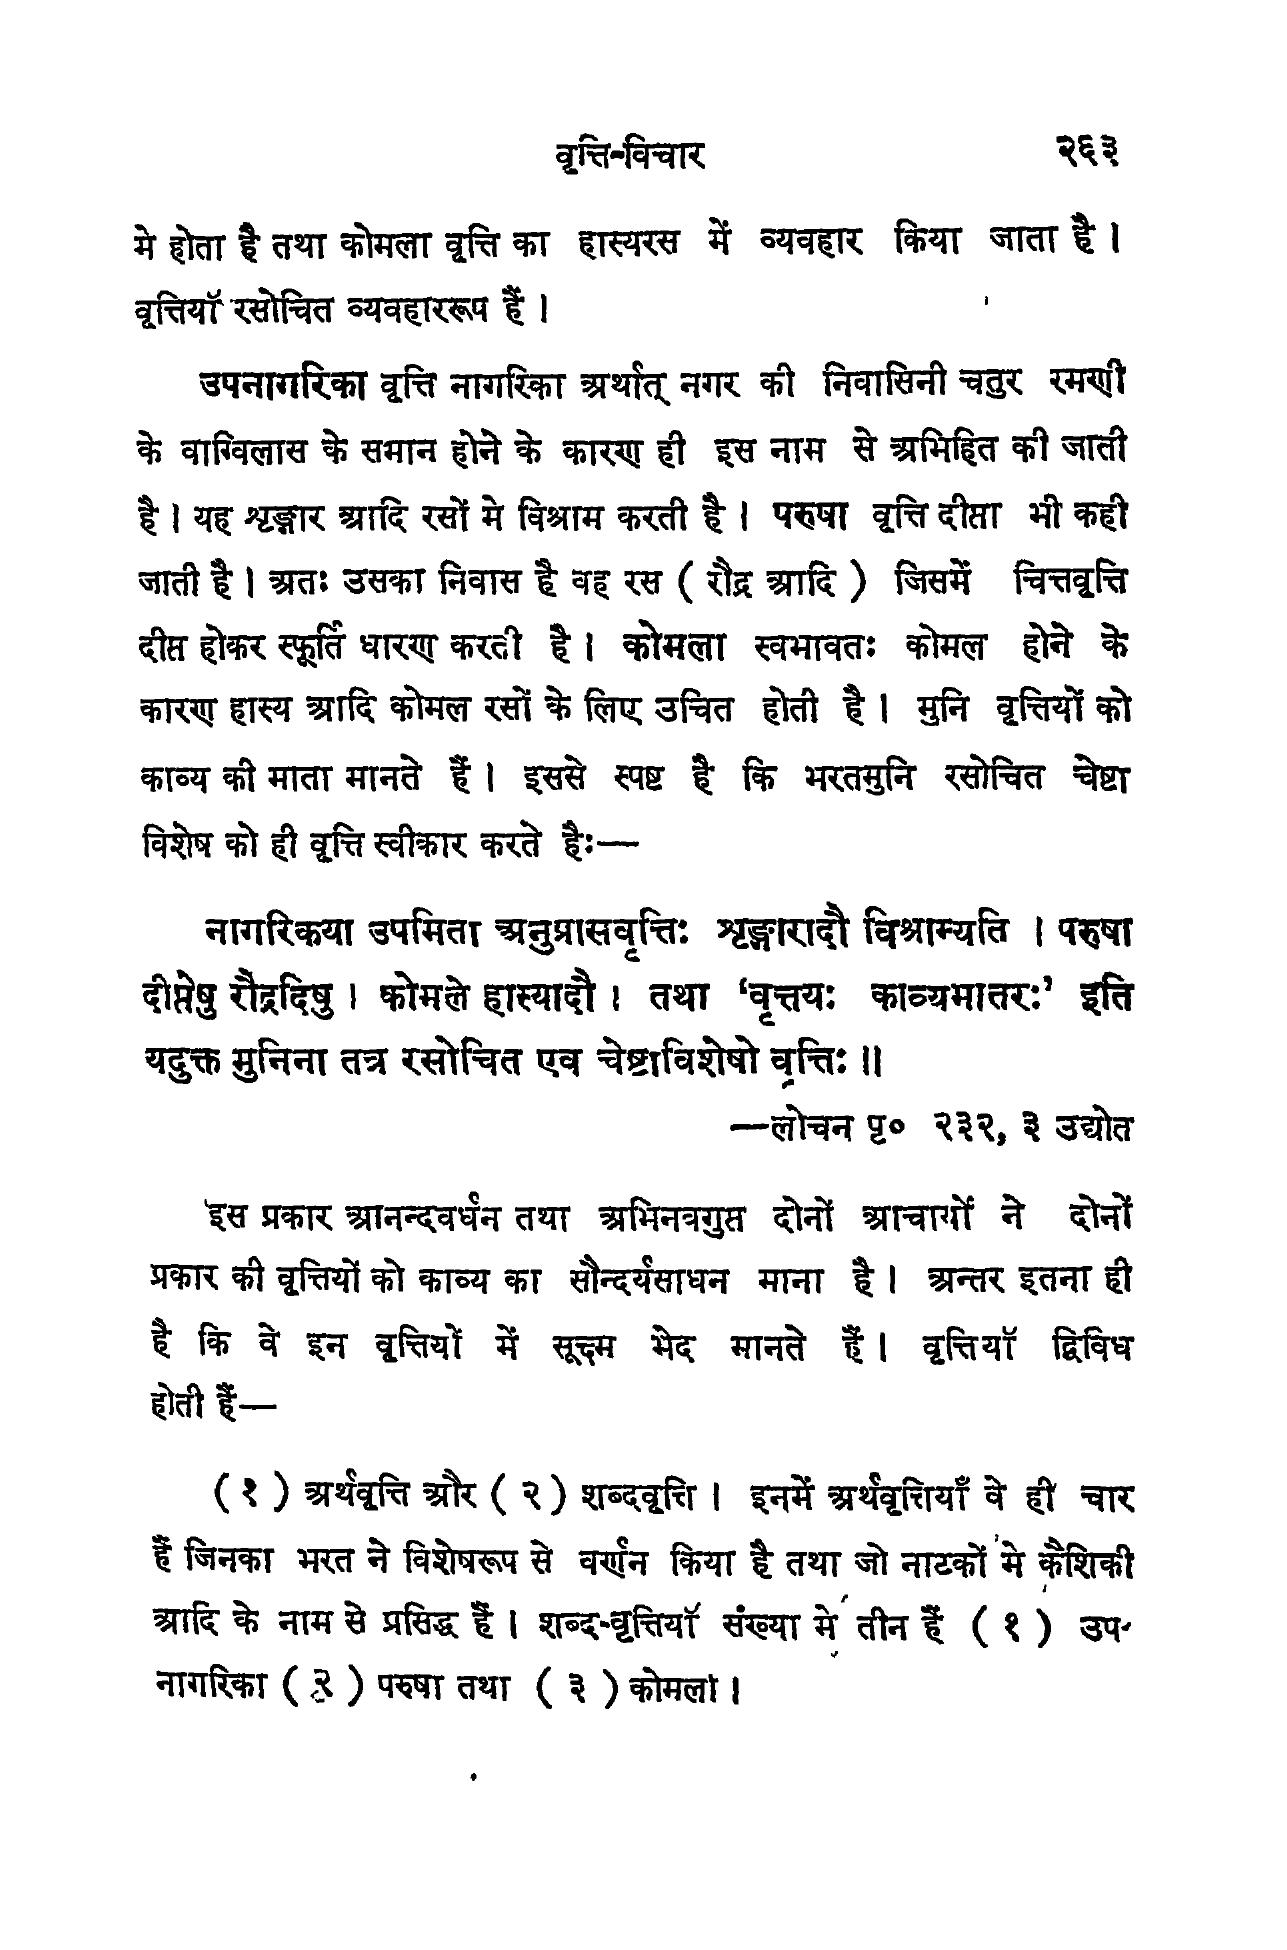 वृत्ति-विचार २६३
मे होता है तथा कोमला वृत्ति का हास्यरस में व्यवहार किया जाता है।
वृत्तियॉ रसोचित व्यवहाररूप हैं।
उपनागरिका वृत्ति नागरिका अर्थात् नगर की निवासिनी चतुर रमणी
के वाग्विलास के समान होने के कारण ही इस नाम से अभिहित की जाती
है। यह शृङ्गार आदि रसों मे विश्राम करती है। परुषा वृत्ति दीप्ता भी कही
जाती है। अतः उसका निवास है वह रस ( रौद्र आदि ) जिसमें चित्तवृत्ति
दीप्त होकर स्फूर्ति धारण करती है। कोमला स्वभावतः कोमल होने के
कारण हास्य आदि कोमल रसों के लिए उचित होती है। मुनि वृत्तियों को
काव्य की माता मानते हैं। इससे स्पष्ट है कि भरतमुनि रसोचित चेष्टा
विशेष को ही वृत्ति स्वीकार करते हैः—
नागरिकया उपमिता अनुप्रासवृत्तिः शृङ्गारादौ विश्राम्यति । परुषा
दीप्तेषु रौद्रदिषु । कोमले हास्यादौ । तथा ‘वृत्तयः काव्यमातरः’ इति
यदुक्त मुनिना तत्र रसोचित एव चेष्टाविशेषो वृत्तिः ॥
—लोचन पृ० २३२, ३ उद्योत
इस प्रकार आनन्दवर्धन तथा अभिनवगुप्त दोनों आचार्यों ने दोनों
प्रकार की वृत्तियों को काव्य का सौन्दर्यसाधन माना है। अन्तर इतना ही
है कि वे इन वृत्तियों में सूक्ष्म भेद मानते हैं। वृत्तियॉ द्विविध
होती हैं—
( १ ) अर्थवृत्ति और ( २ ) शब्दवृत्ति। इनमें अर्थवृत्तियाँ वे ही चार
हैं जिनका भरत ने विशेषरूप से वर्णन किया है तथा जो नाटकों मे कैशिकी
आदि के नाम से प्रसिद्ध हैं। शब्द-वृत्तियॉ संख्या मे तीन हैं ( १ ) उप-
नागरिका ( २ ) परुषा तथा ( ३ ) कोमला।